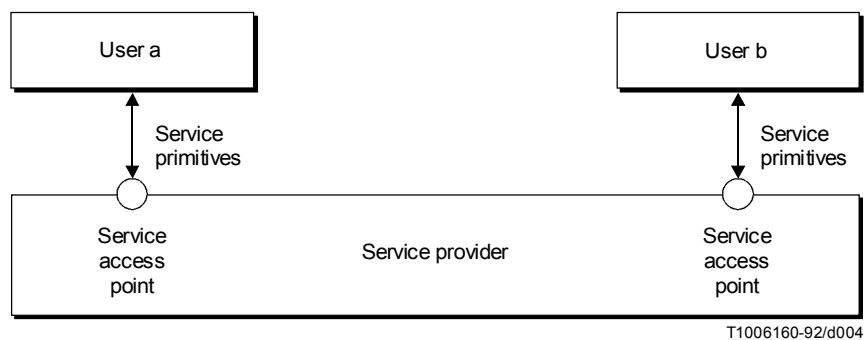 User a
User b
Service
primitives
Service
primitives
Service
access
point
Service provider
Service
access
point
T1006160-92/d004